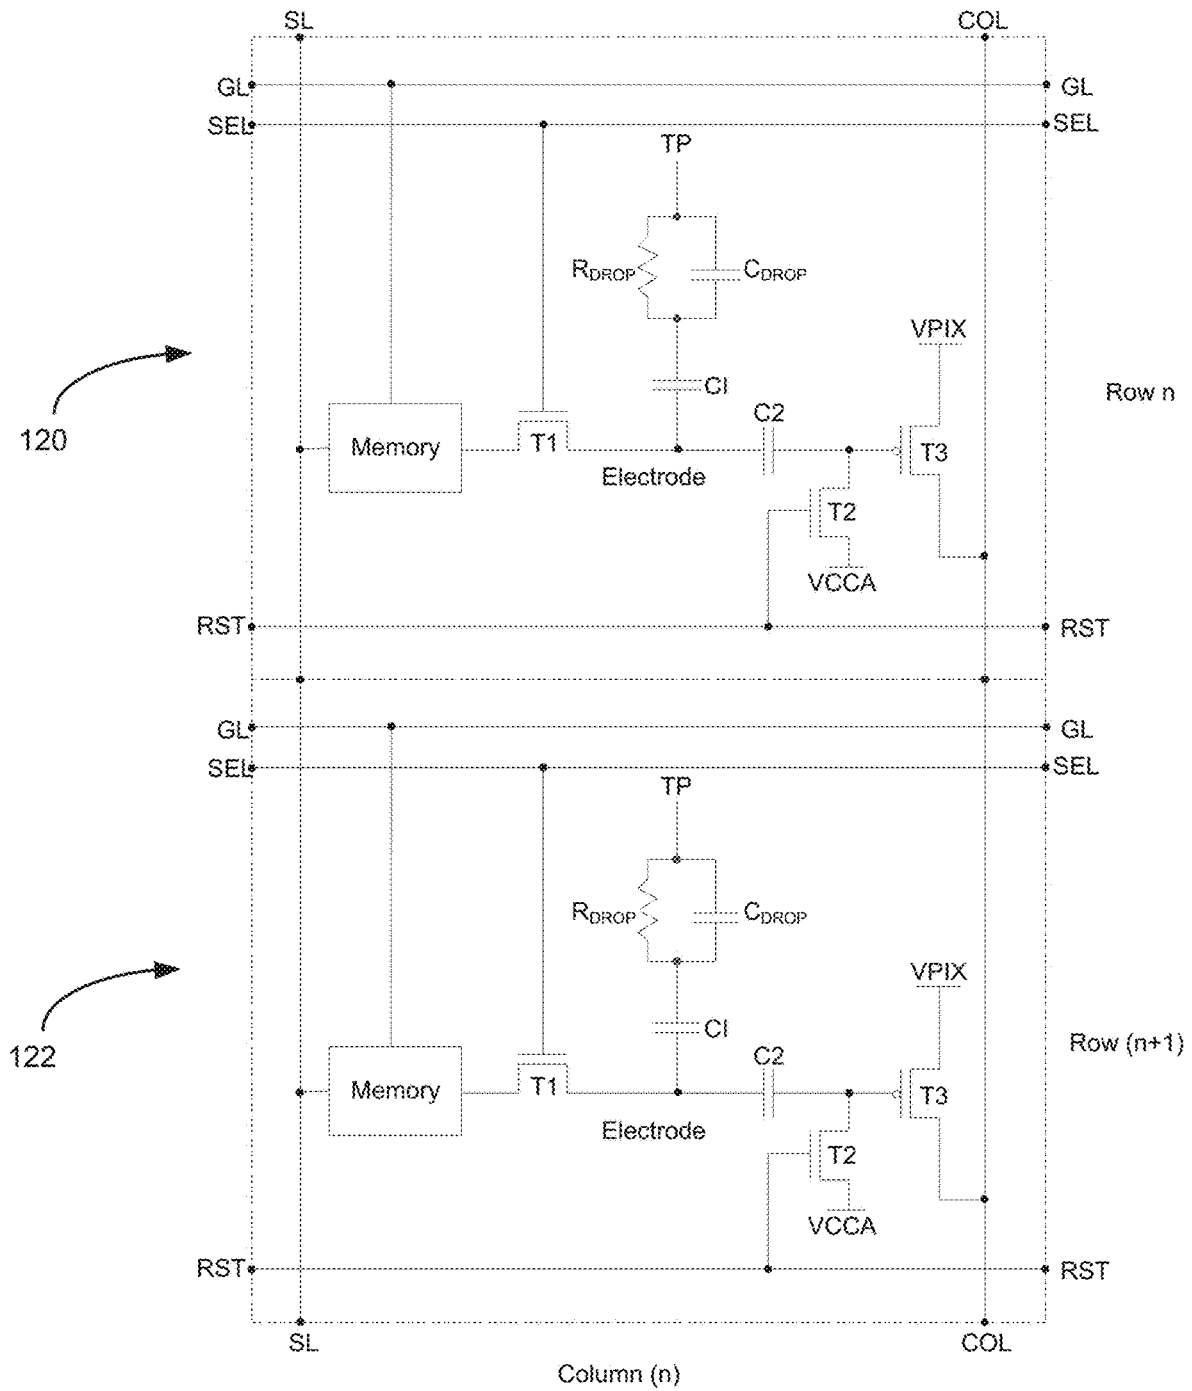 SL COL
GL GL
SEL SEL
TP
RDROP CDROP
VPIX
CI
Row n
C2
120
Memory T1 T3
Electrode
T2
VCCA
RST RST
GL GL
SEL SEL
TP
RDROP CDROP
VPIX
CI
Row (n+1)
C2
122
Memory T1 T3
Electrode
T2
VCCA
RST RST
SL COL
Column (n)